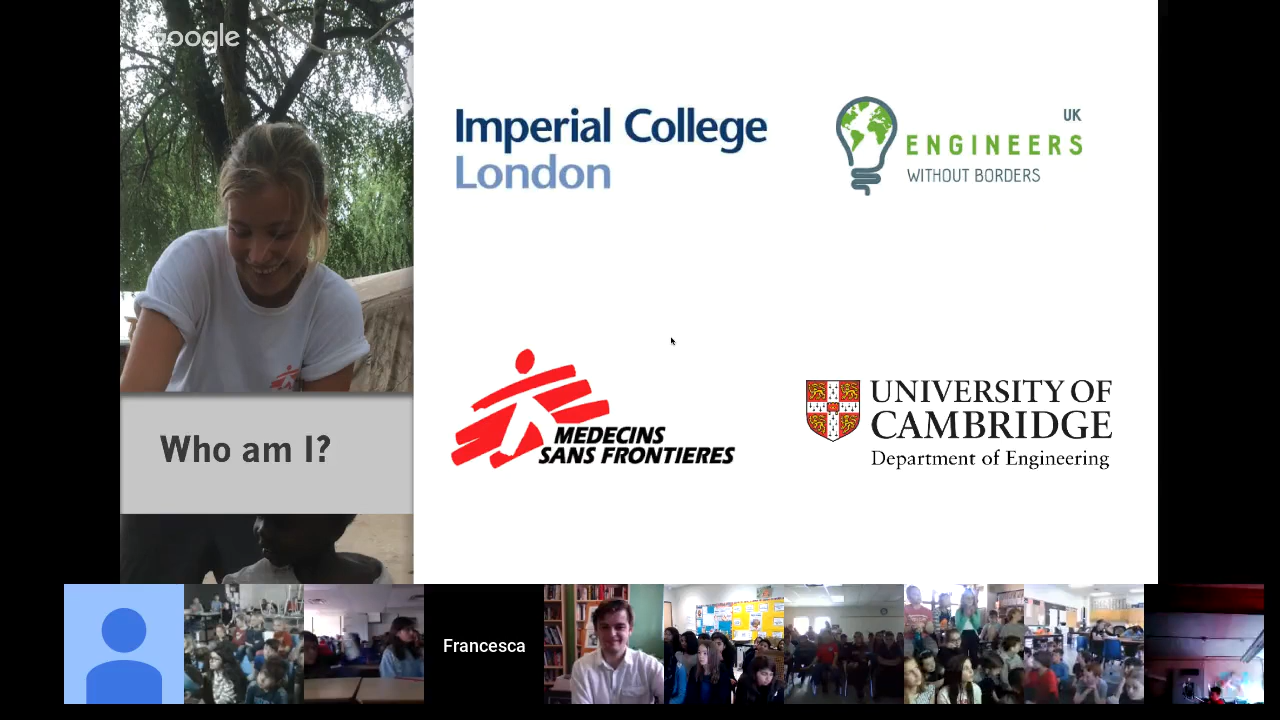 Google
Who am I?
Imperial College
London
UK
ENGINEERS
WITHOUT BORDERS
MEDECINS
SANS FRONTIERES
UNIVERSITY OF
CAMBRIDGE
Department of Engineering
Francesca